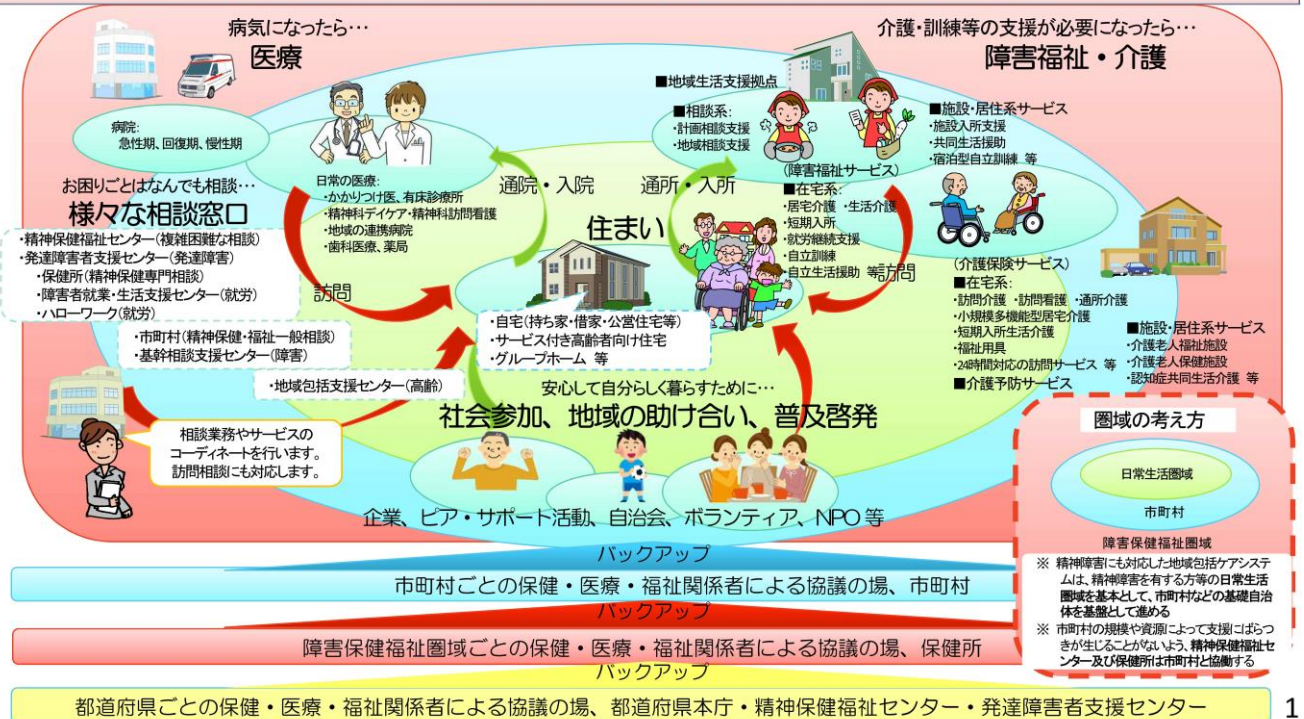 病気になったら…
医療
介護・訓練等の支援が必要になったら…
障害福祉・介護
病院:
急性期、回復期、慢性期
日常の医療:
・かかりつけ医、有床診療所
・精神科デイケア・精神科訪問看護
・地域の連携病院
・歯科医療、薬局
通院・入院
通所・入所
訪問
訪問
■地域生活支援拠点
■相談系:
・計画相談支援
・地域相談支援
(障害福祉サービス)
■在宅系:
・居宅介護 ・生活介護
・短期入所
・就労継続支援
・自立訓練
・自立生活援助 等
■施設・居住系サービス
・施設入所支援
・共同生活援助
・宿泊型自立訓練 等
(介護保険サービス)
■在宅系:
・訪問介護 ・訪問看護 ・通所介護
・小規模多機能型居宅介護
・短期入所生活介護
・福祉用具
・24時間対応の訪問サービス 等
■介護予防サービス
■施設・居住系サービス
・介護老人福祉施設
・介護老人保健施設
・認知症共同生活介護 等
お困りごとはなんでも相談…
様々な相談窓口
・精神保健福祉センター(複雑困難な相談)
・発達障害者支援センター(発達障害)
・保健所(精神保健専門相談)
・障害者就業・生活支援センター(就労)
・ハローワーク(就労)
・市町村(精神保健・福祉一般相談)
・基幹相談支援センター(障害)
・地域包括支援センター(高齢)
相談業務やサービスの
コーディネートを行います。
訪問相談にも対応します。
住まい
・自宅(持ち家・借家・公営住宅等)
・サービス付き高齢者向け住宅
・グループホーム 等
安心して自分らしく暮らすために…
社会参加、地域の助け合い、普及啓発
企業、ピア・サポート活動、自治会、ボランティア、NPO 等
圏域の考え方
日常生活圏域
市町村
障害保健福祉圏域
※ 精神障害にも対応した地域包括ケアシステ
ムは、精神障害を有する方等の日常生活
圏域を基本として、市町村などの基礎自治
体を基盤として進める
※ 市町村の規模や資源によって支援にばらつ
きが生じることがないよう、精神保健福祉セ
ンター及び保健所は市町村と協働する
バックアップ
市町村ごとの保健・医療・福祉関係者による協議の場、市町村
バックアップ
障害保健福祉圏域ごとの保健・医療・福祉関係者による協議の場、保健所
バックアップ
都道府県ごとの保健・医療・福祉関係者による協議の場、都道府県本庁・精神保健福祉センター・発達障害者支援センター
1